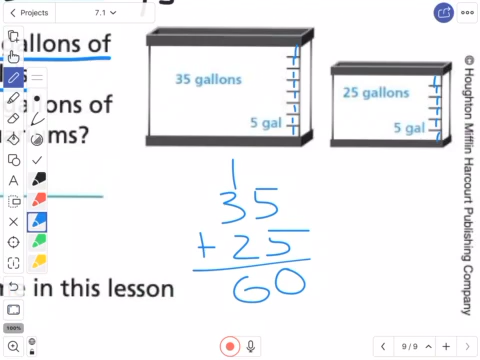 Projects
7.1
allons of
35 gallons
25 gallons
ons of
5 gal
5 gal
ms?
1
35
+ 25
60
e in this lesson
© Houghton Mifflin Harcourt Publishing Company
A
100%
9/9